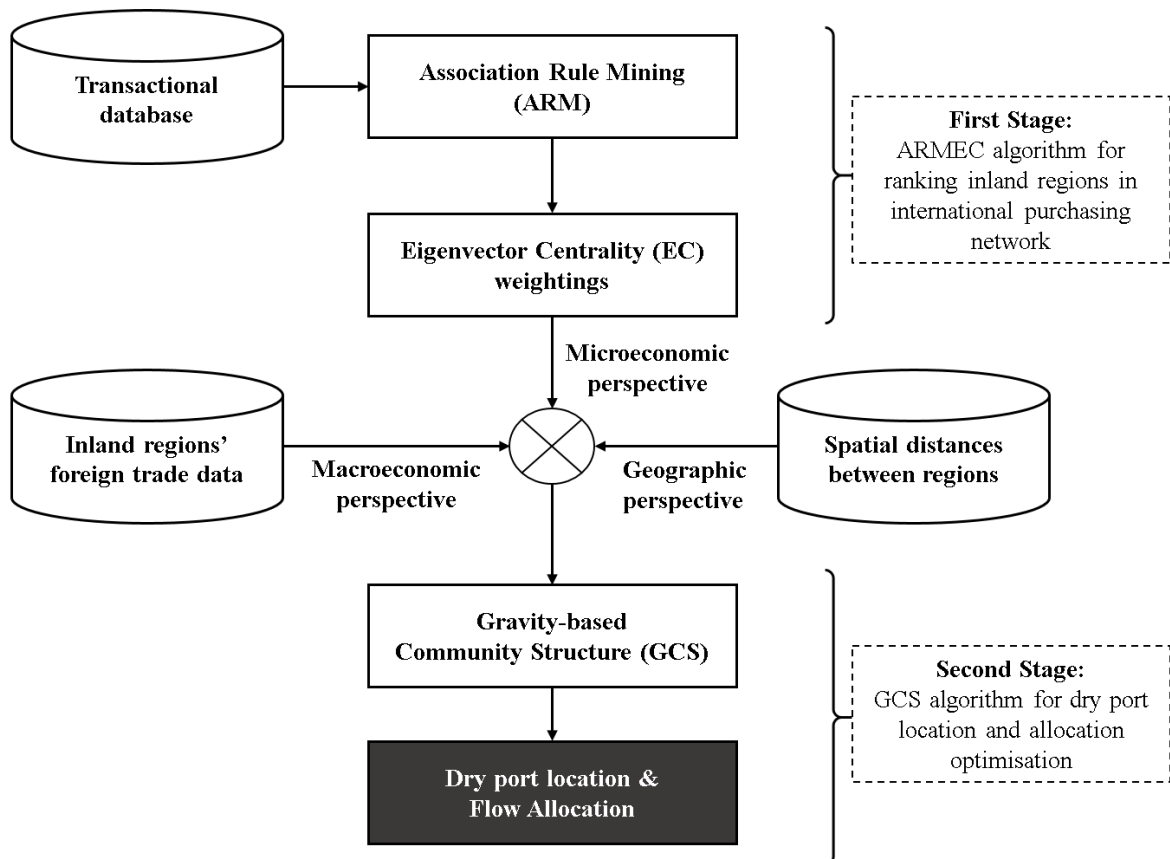 Transactional
database
Association Rule Mining
(ARM)
First Stage:
ARMEC algorithm for
ranking inland regions in
international purchasing
network
Eigenvector Centrality (EC)
weightings
Microeconomic
perspective
Inland regions’
foreign trade data
Macroeconomic
perspective
Geographic
perspective
Spatial distances
between regions
Gravity-based
Community Structure (GCS)
Second Stage:
GCS algorithm for dry port
location and allocation
optimisation
Dry port location &
Flow Allocation